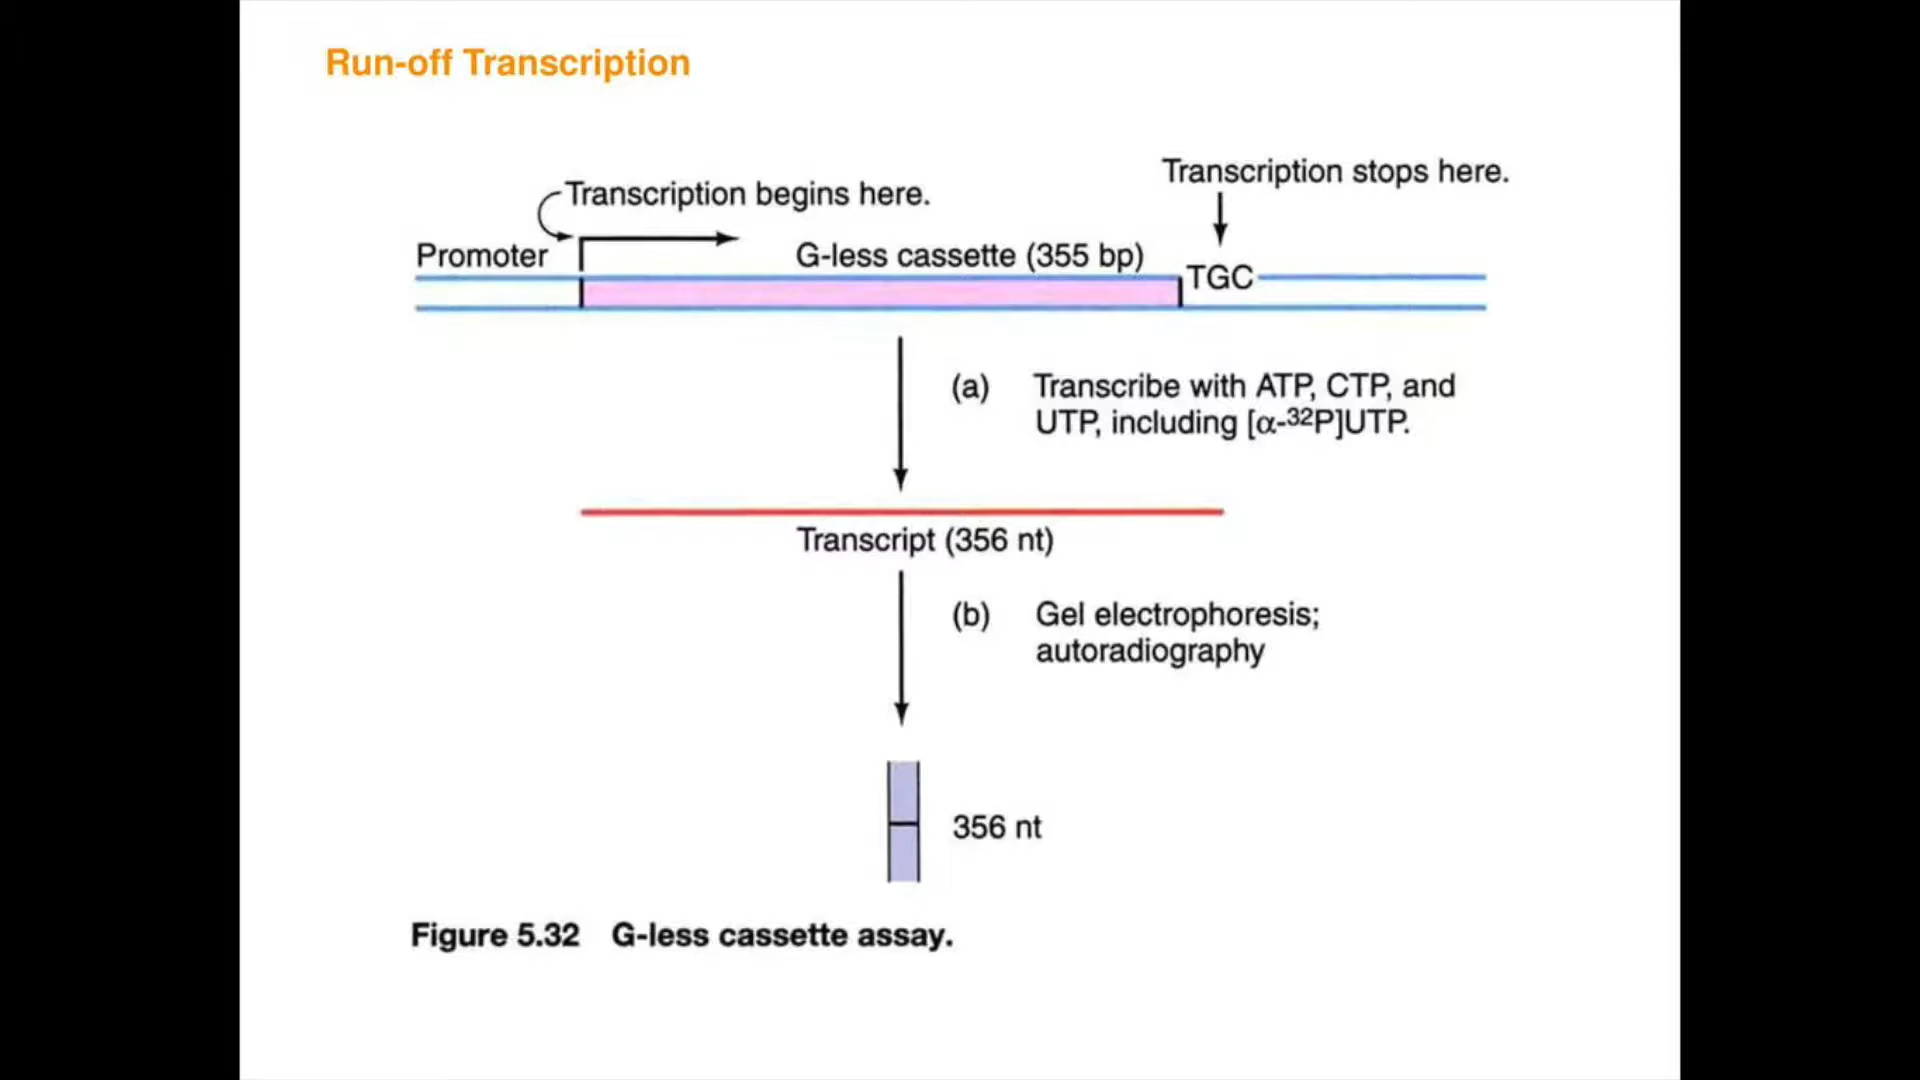 Run-off Transcription
Transcription stops here.
Transcription begins here.
Promoter
G-less cassette (355 bp)
TGC
(a) Transcribe with ATP, CTP, and
UTP, including [α-³²P]UTP.
Transcript (356 nt)
(b) Gel electrophoresis;
autoradiography
356 nt
Figure 5.32 G-less cassette assay.